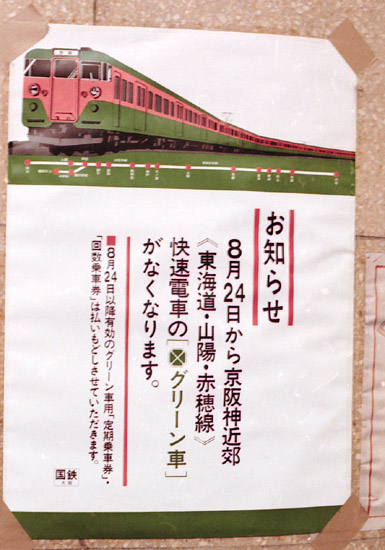 お知らせ
8月24日から京阪神近郊
《東海道・山陽・赤穂線》
快速電車の[グリーン車]
がなくなります。
■8月24日以降有効のグリーン車用「定期乗車券」・
「回数乗車券」は払いもどしさせていただきます。
国鉄